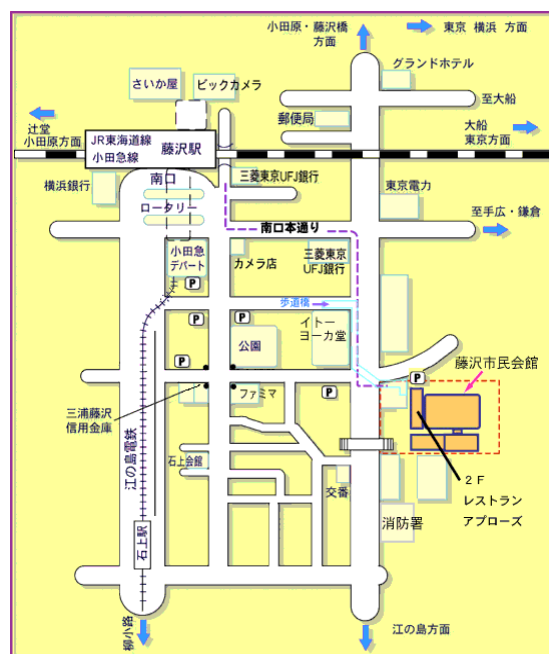 小田原・藤沢橋
方面
東京 横浜 方面
グランドホテル
さいか屋
ビックカメラ
至大船
郵便局
辻堂
小田原方面
JR東海道線
小田急線
藤沢駅
大船
東京方面
横浜銀行
南口
三菱東京UFJ銀行
東京電力
ロータリー
南口本通り
至手広・鎌倉
小田急
デパート
カメラ店
三菱東京
UFJ銀行
P
歩道橋
P
P
P
イトー
ヨーカ堂
公園
藤沢市民会館
P
P
P
三浦藤沢
信用金庫
ファミマ
江の島電鉄
石上会館
交番
２Ｆ
レストラン
アプローズ
消防署
石上駅
柳小路
江の島方面